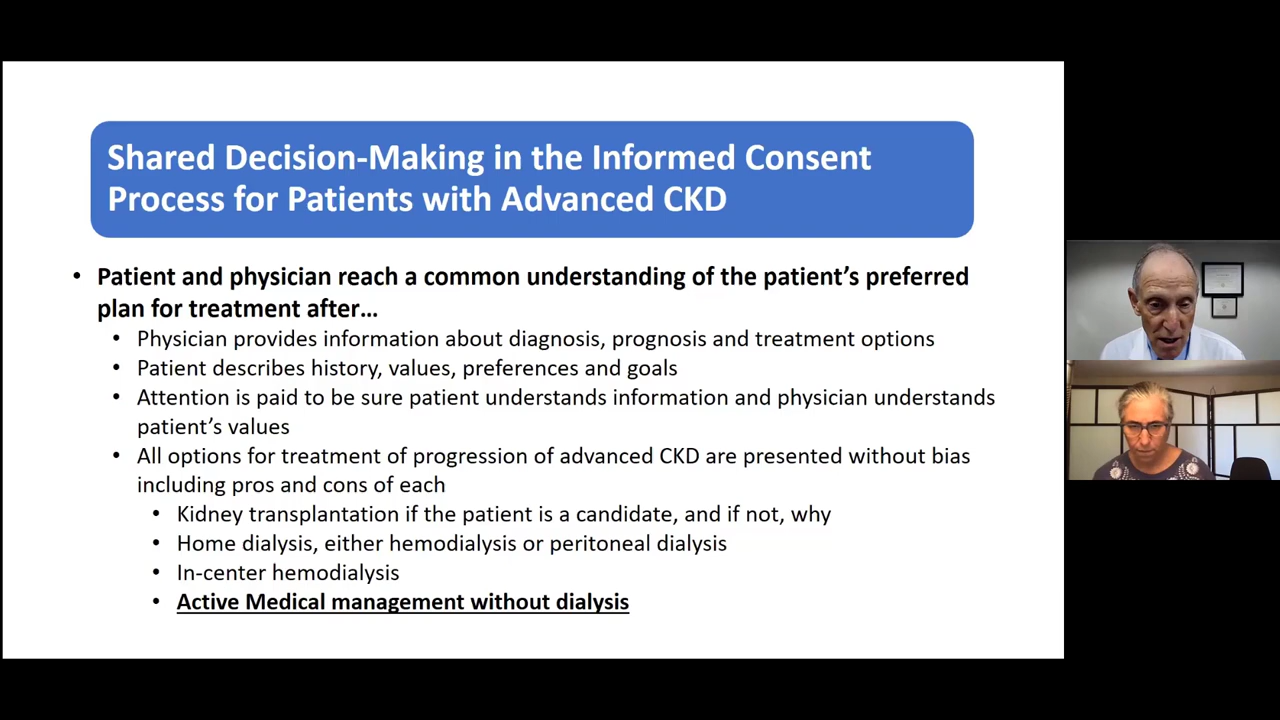 Shared Decision-Making in the Informed Consent
Process for Patients with Advanced CKD
• Patient and physician reach a common understanding of the patient’s preferred
plan for treatment after…
• Physician provides information about diagnosis, prognosis and treatment options
• Patient describes history, values, preferences and goals
• Attention is paid to be sure patient understands information and physician understands
patient’s values
• All options for treatment of progression of advanced CKD are presented without bias
including pros and cons of each
• Kidney transplantation if the patient is a candidate, and if not, why
• Home dialysis, either hemodialysis or peritoneal dialysis
• In-center hemodialysis
• Active Medical management without dialysis